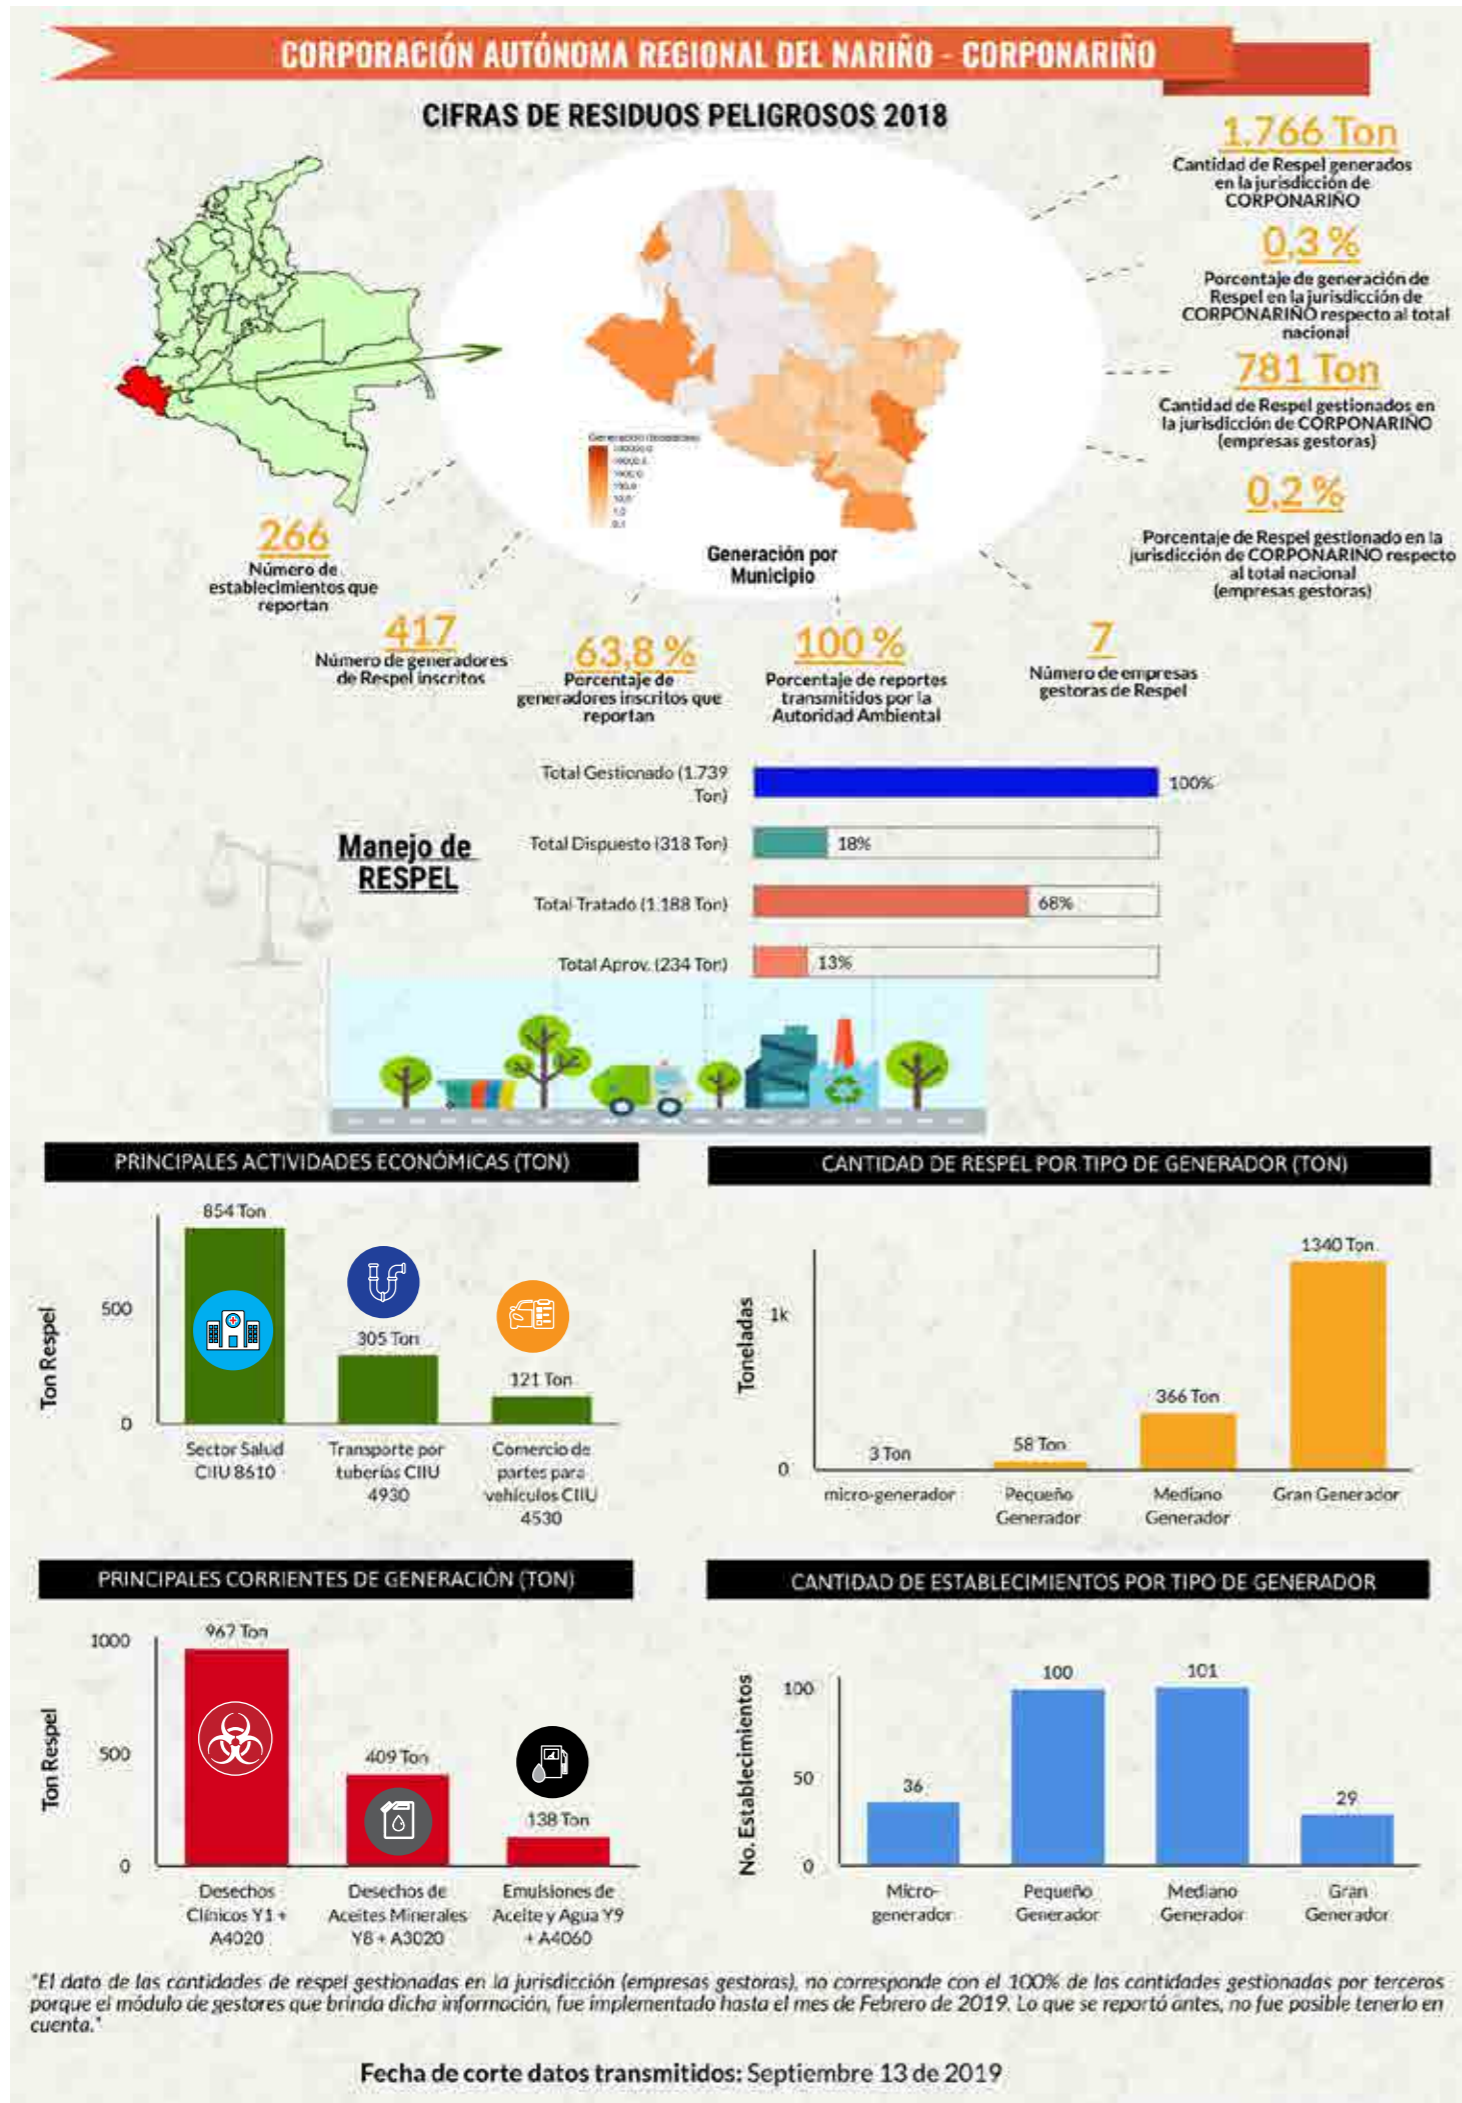 CORPORACIÓN AUTÓNOMA REGIONAL DEL NARIÑO - CORPONARIÑO
CIFRAS DE RESIDUOS PELIGROSOS 2018
1.766 Ton
Cantidad de Respel generados
en la jurisdicción de
CORPONARIÑO
0,3 %
Porcentaje de generación de
Respel en la jurisdicción de
CORPONARIÑO respecto al total
nacional
781 Ton
Cantidad de Respel gestionados en
la jurisdicción de CORPONARIÑO
(empresas gestoras)
0,2 %
Porcentaje de Respel gestionado en la
jurisdicción de CORPONARIÑO respecto
al total nacional
(empresas gestoras)
Generación por
Municipio
266
Número de
establecimientos que
reportan
417
Número de generadores
de Respel inscritos
63,8 %
Porcentaje de
generadores inscritos que
reportan
100 %
Porcentaje de reportes
transmitidos por la
Autoridad Ambiental
7
Número de empresas
gestoras de Respel
Manejo de
RESPEL
Total Gestionado (1.739
Ton)
100%
Total Dispuesto (318 Ton)
18%
Total Tratado (1.188 Ton)
68%
Total Aprov. (234 Ton)
13%
PRINCIPALES ACTIVIDADES ECONÓMICAS (TON)
Ton Respel
500
0
854 Ton
305 Ton
121 Ton
Sector Salud
CIIU 8610
Transporte por
tuberías CIIU
4930
Comercio de
partes para
vehículos CIIU
4530
CANTIDAD DE RESPEL POR TIPO DE GENERADOR (TON)
Toneladas
1k
0
3 Ton
58 Ton
366 Ton
1340 Ton
micro-generador
Pequeño
Generador
Mediano
Generador
Gran Generador
PRINCIPALES CORRIENTES DE GENERACIÓN (TON)
Ton Respel
1000
500
0
967 Ton
409 Ton
138 Ton
Desechos
Clínicos Y1 +
A4020
Desechos de
Aceites Minerales
Y8 + A3020
Emulsiones de
Aceite y Agua Y9
+ A4060
CANTIDAD DE ESTABLECIMIENTOS POR TIPO DE GENERADOR
No. Establecimientos
100
50
0
36
100
101
29
Micro-
generador
Pequeño
Generador
Mediano
Generador
Gran
Generador
"El dato de las cantidades de respel gestionadas en la jurisdicción (empresas gestoras), no corresponde con el 100% de las cantidades gestionadas por terceros
porque el módulo de gestores que brinda dicha información, fue implementado hasta el mes de Febrero de 2019. Lo que se reportó antes, no fue posible tenerlo en
cuenta."
Fecha de corte datos transmitidos: Septiembre 13 de 2019